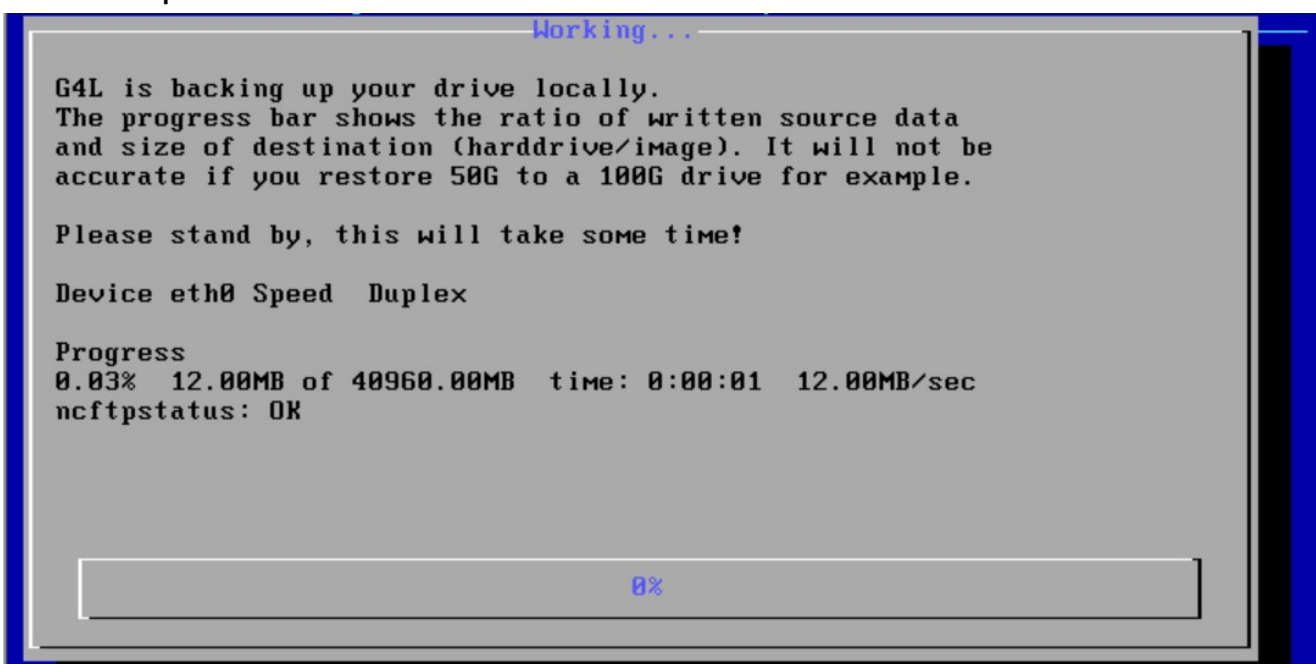 Working...
G4L is backing up your drive locally.
The progress bar shows the ratio of written source data
and size of destination (harddrive/image). It will not be
accurate if you restore 50G to a 100G drive for example.
Please stand by, this will take some time!
Device eth0 Speed  Duplex
Progress
0.03%  12.00MB of 40960.00MB  time: 0:00:01  12.00MB/sec
ncftpstatus: OK
0%